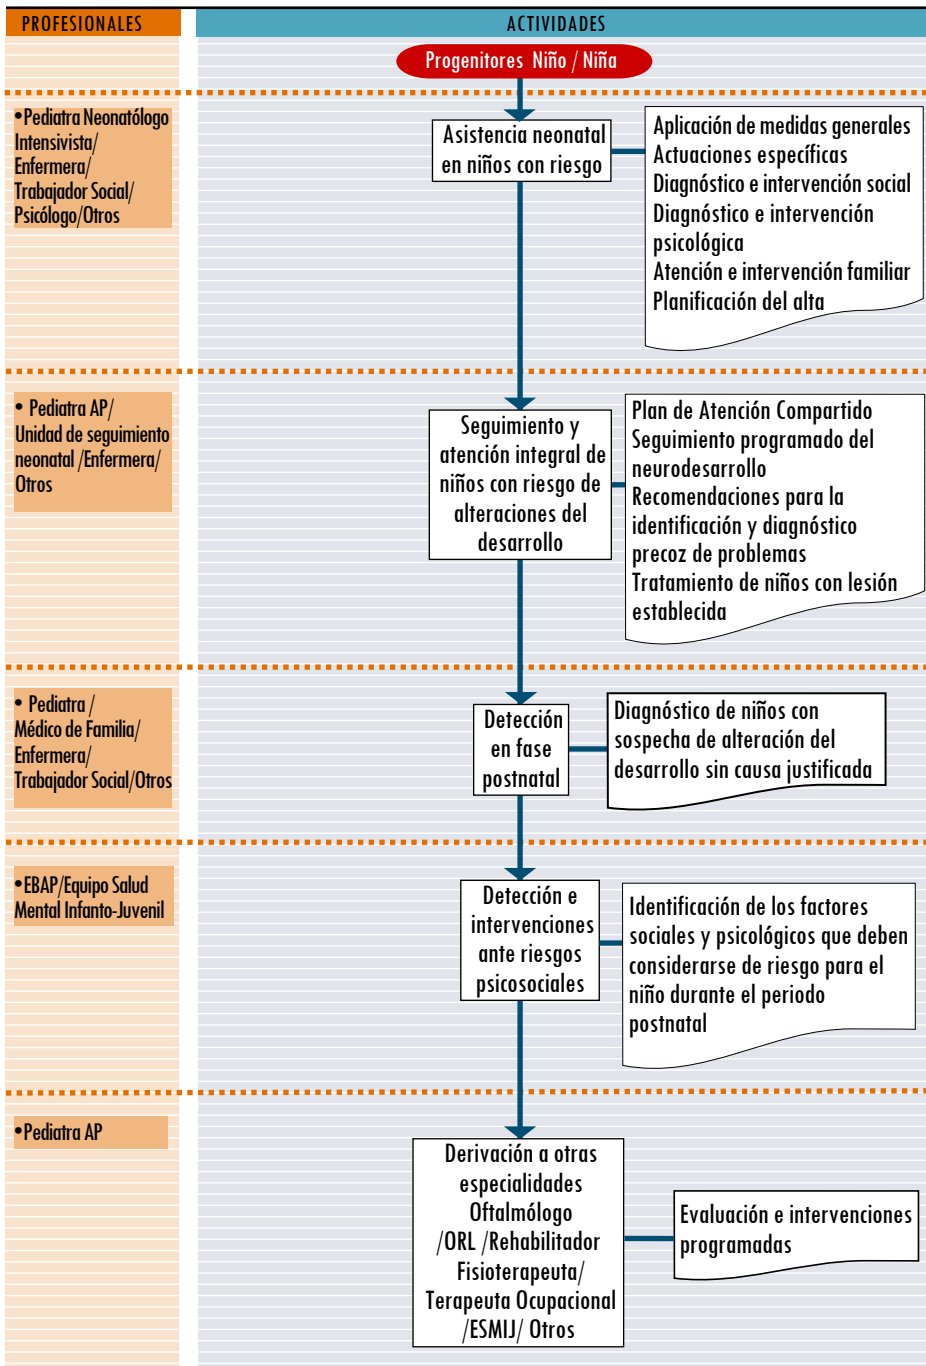 PROFESIONALES
ACTIVIDADES
Progenitores Niño / Niña
•Pediatra Neonatólogo
Intensivista/
Enfermera/
Trabajador Social/
Psicólogo/Otros
Asistencia neonatal
en niños con riesgo
Aplicación de medidas generales
Actuaciones específicas
Diagnóstico e intervención social
Diagnóstico e intervención
psicológica
Atención e intervención familiar
Planificación del alta
• Pediatra AP/
Unidad de seguimiento
neonatal /Enfermera/
Otros
Seguimiento y
atención integral de
niños con riesgo de
alteraciones del
desarrollo
Plan de Atención Compartido
Seguimiento programado del
neurodesarrollo
Recomendaciones para la
identificación y diagnóstico
precoz de problemas
Tratamiento de niños con lesión
establecida
• Pediatra /
Médico de Familia/
Enfermera/
Trabajador Social/Otros
Detección
en fase
postnatal
Diagnóstico de niños con
sospecha de alteración del
desarrollo sin causa justificada
•EBAP/Equipo Salud
Mental Infanto-Juvenil
Detección e
intervenciones
ante riesgos
psicosociales
Identificación de los factores
sociales y psicológicos que deben
considerarse de riesgo para el
niño durante el periodo
postnatal
•Pediatra AP
Derivación a otras
especialidades
Oftalmólogo
/ORL /Rehabilitador
Fisioterapeuta/
Terapeuta Ocupacional
/ESMIJ/ Otros
Evaluación e intervenciones
programadas